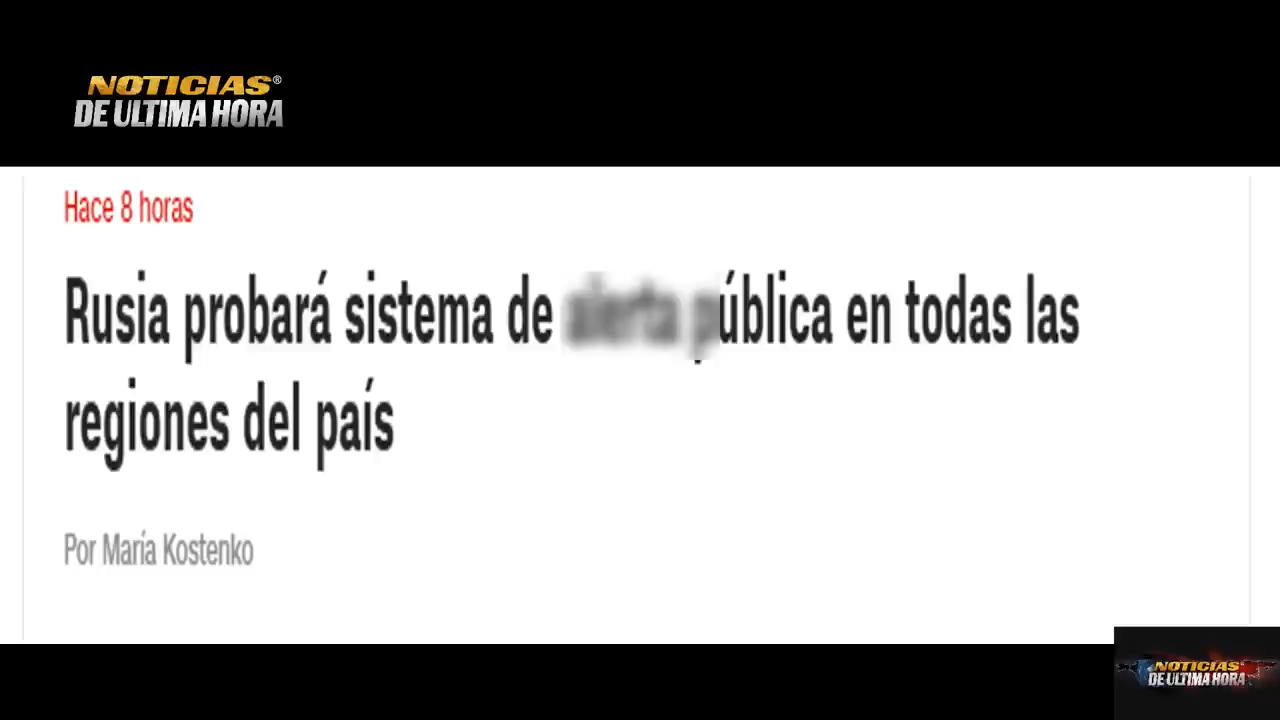 NOTICIAS®
DE ULTIMA HORA
Hace 8 horas
Rusia probará sistema de alerta pública en todas las
regiones del país
Por María Kostenko
NOTICIAS
DE ULTIMA HORA